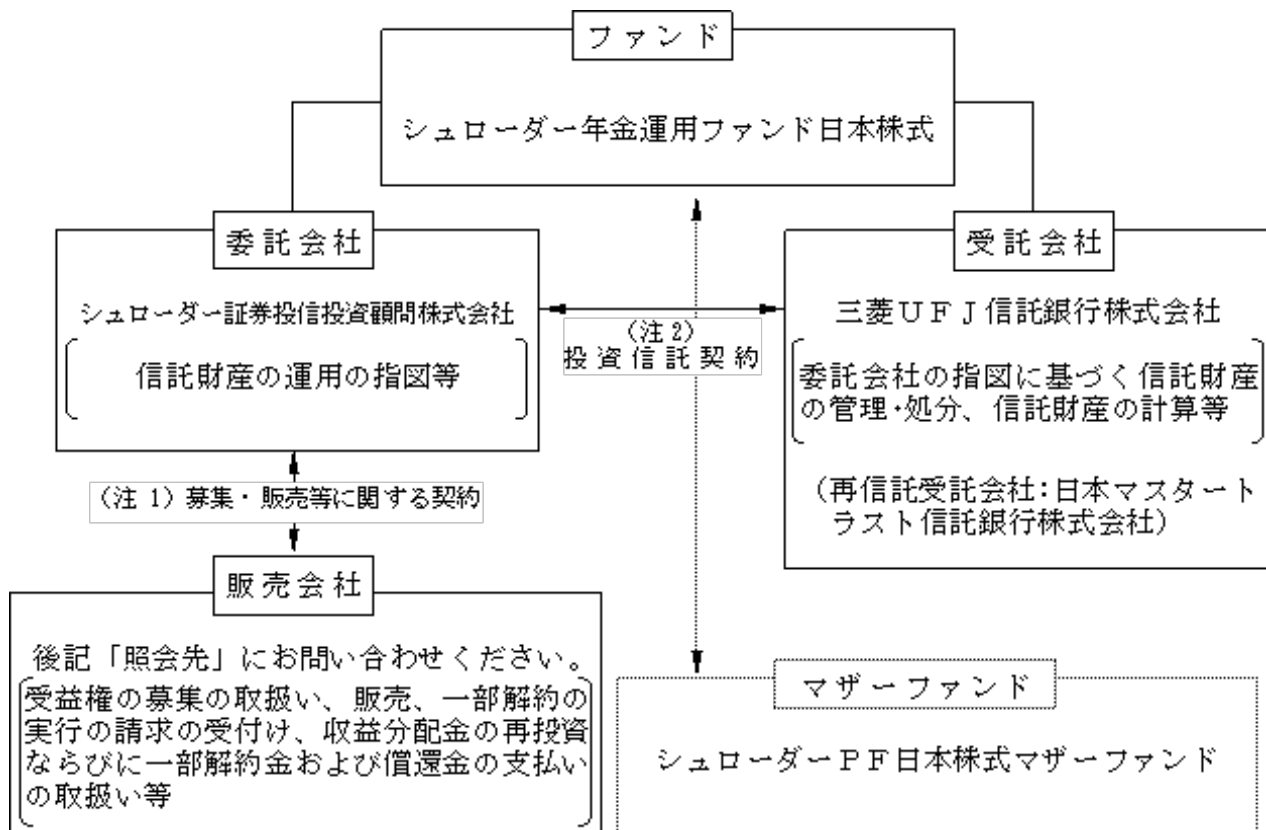 ファンド
シュローダー年金運用ファンド日本株式
委託会社
シュローダー証券投信投資顧問株式会社
信託財産の運用の指図等
(注2)
投資信託契約
受託会社
三菱UFJ信託銀行株式会社
委託会社の指図に基づく信託財産
の管理・処分、信託財産の計算等
(再信託受託会社:日本マスタート
ラスト信託銀行株式会社)
(注 1)募集・販売等に関する契約
販売会社
後記「照会先」にお問い合わせください。
受益権の募集の取扱い、販売、一部解約の
実行の請求の受付け、収益分配金の再投資
ならびに一部解約金および償還金の支払い
の取扱い等
マザーファンド
シュローダーPF日本株式マザーファンド